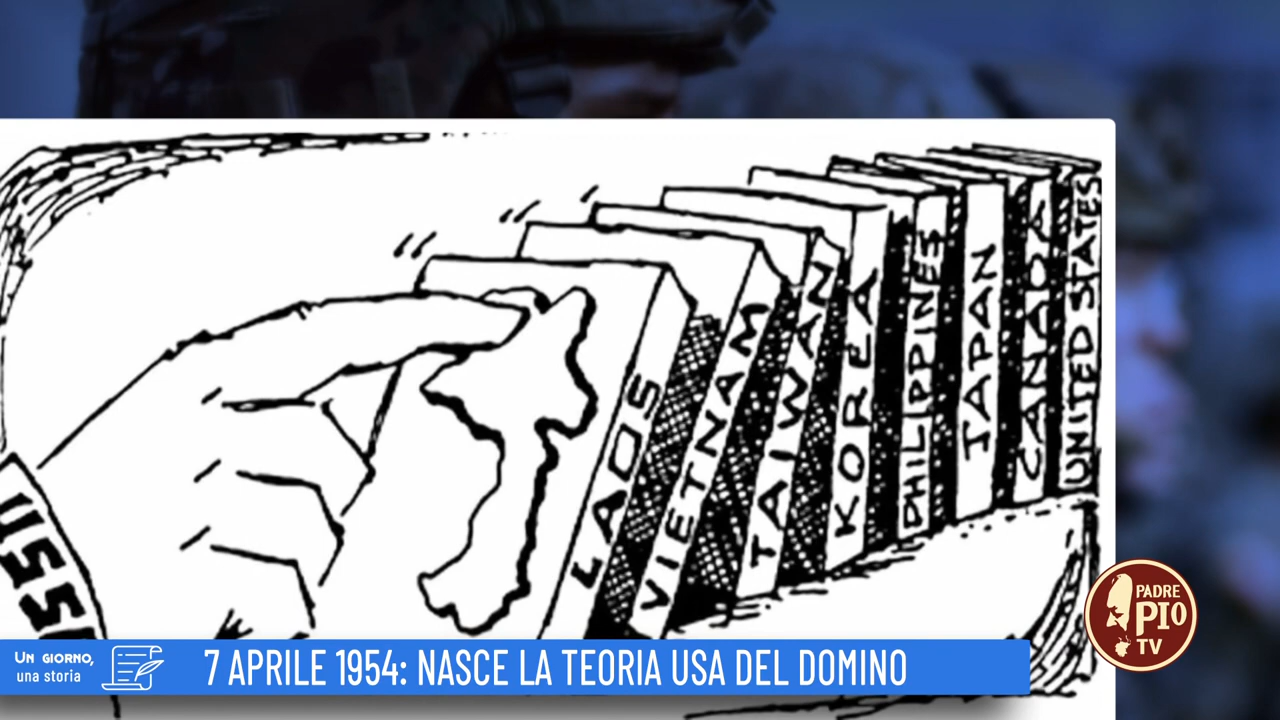 USSR
LAOS
VIETNAM
TAIWAN
KOREA
PHILIPPINES
JAPAN
CANADA
UNITED STATES
UN GIORNO,
una storia
7 APRILE 1954: NASCE LA TEORIA USA DEL DOMINO
PADRE
PIO
TV